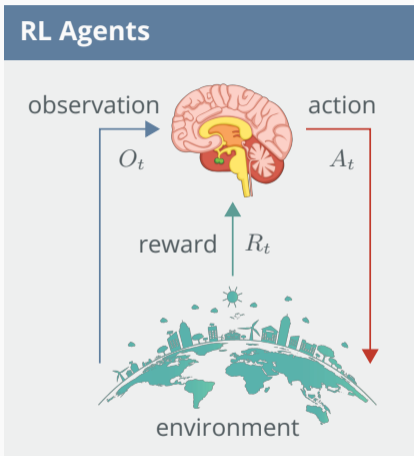 RL Agents
observation action
O_t A_t
reward R_t
environment